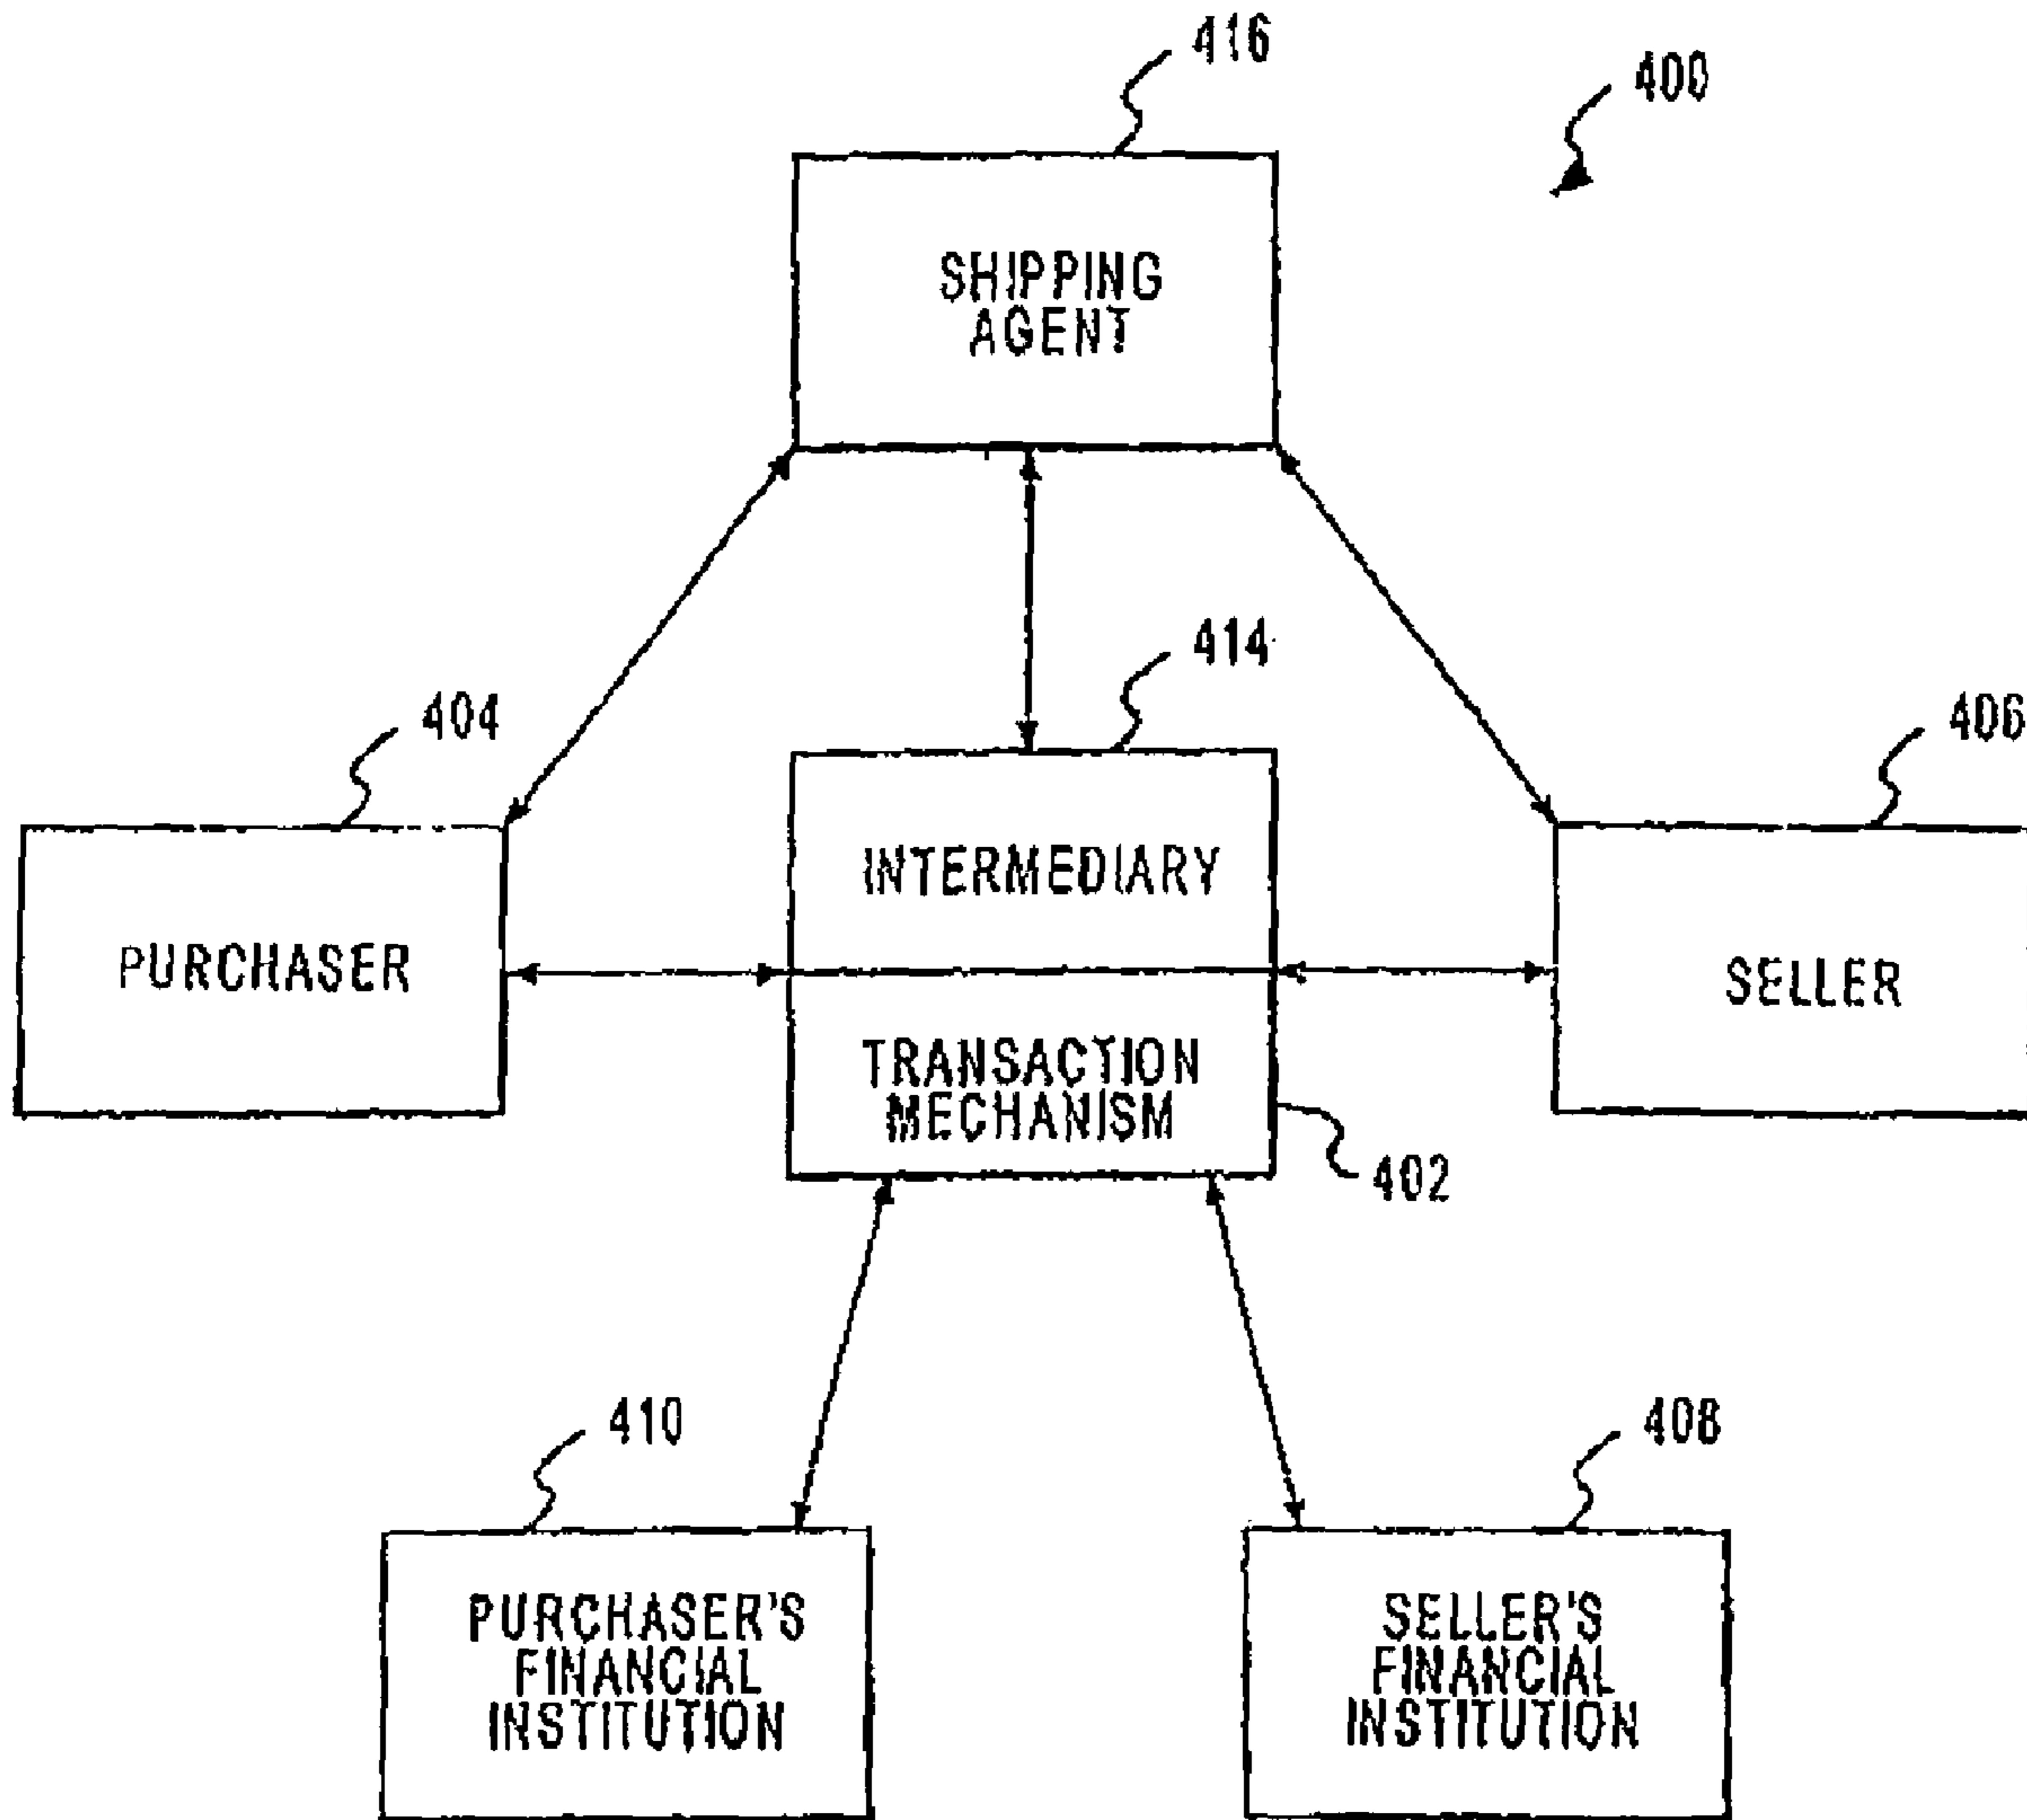 416
400
SHIPPING
AGENT
414
404
406
INTERMEDIARY
PURCHASER
SELLER
TRANSACTION
MECHANISM
402
410
408
PURCHASER'S
FINANCIAL
INSTITUTION
SELLER'S
FINANCIAL
INSTITUTION